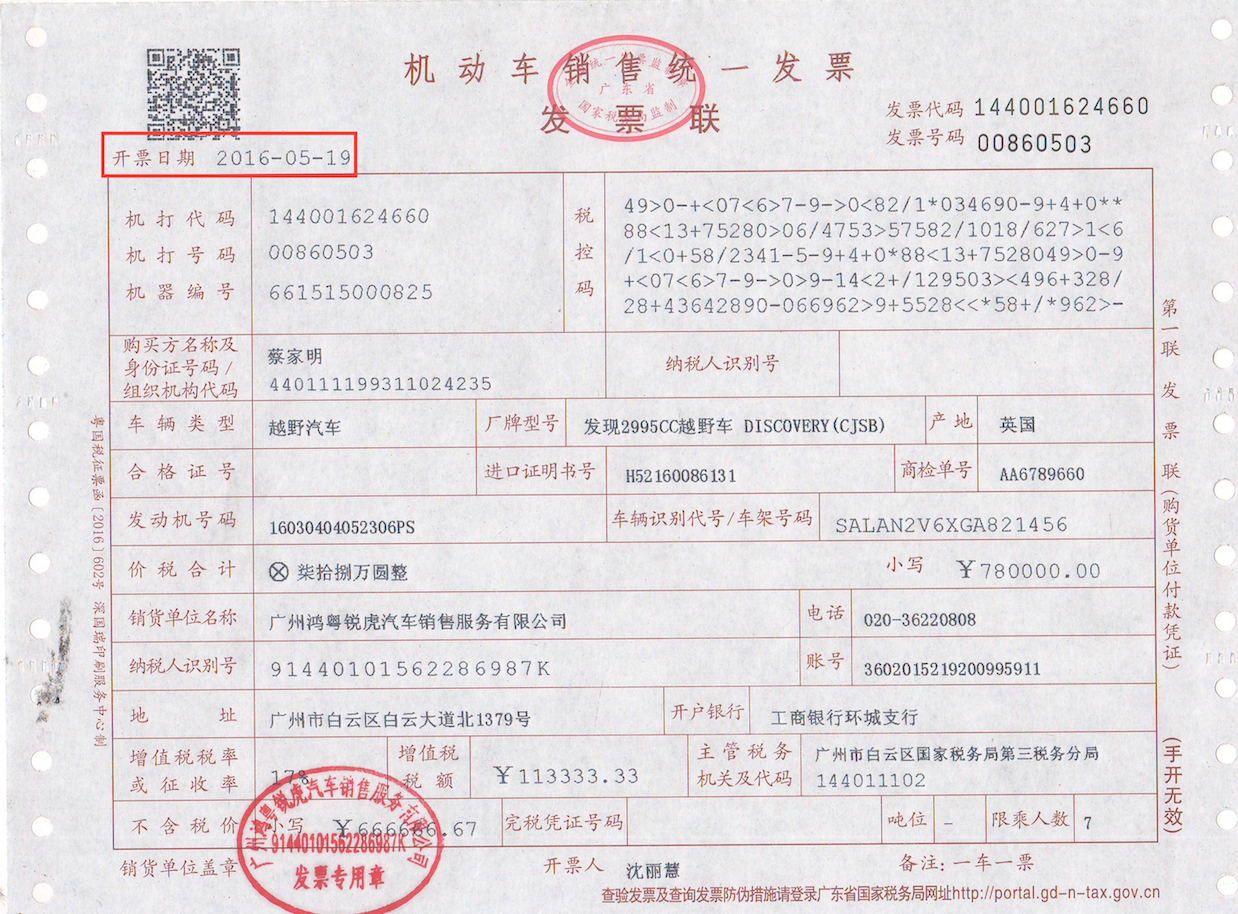 机动车销售统一发票
发票联
发票代码 144001624660
发票号码 00860503
开票日期 2016-05-19
机打代码 144001624660
机打号码 00860503
机器编号 661515000825
税控码
49>0-+<07<6>7-9->0<82/1*034690-9+4+0**
88<13+75280>06/4753>57582/1018/627>1<6
/1<0+58/2341-5-9+4+0*88<13+7528049>0-9
+<07<6>7-9->0>9-14<2+/129503><496+328/
28+43642890-066962>9+5528<<*58+/*962>-
购买方名称及
身份证号码/
组织机构代码
蔡家明
440111199311024235
纳税人识别号
车辆类型 越野汽车 厂牌型号 发现2995CC越野车 DISCOVERY(CJSB) 产地 英国
合格证号 进口证明书号 H52160086131 商检单号 AA6789660
发动机号码 16030404052306PS 车辆识别代号/车架号码 SALAN2V6XGA821456
价税合计 ⊗ 柒拾捌万圆整 小写 ￥780000.00
销货单位名称 广州鸿粤锐虎汽车销售服务有限公司 电话 020-36220808
纳税人识别号 91440101562286987K 账号 3602015219200995911
地址 广州市白云区白云大道北1379号 开户银行 工商银行环城支行
增值税税率
或征收率
17%
增值税
税额
￥113333.33
主管税务
机关及代码
广州市白云区国家税务局第三税务分局
144011102
不含税价 小写 ￥666666.67 完税凭证号码 吨位 - 限乘人数 7
销货单位盖章 开票人 沈丽慧 备注:一车一票
查验发票及查询发票防伪措施请登录广东省国家税务局网址http://portal.gd-n-tax.gov.cn
第一联 发票联(购货单位付款凭证)
(手开无效)
粤国税征票函[2016]602号 深国瑞印刷服务中心制
广东省
国家税务局监制
广州鸿粤锐虎汽车销售服务有限公司
91440101562286987K
发票专用章